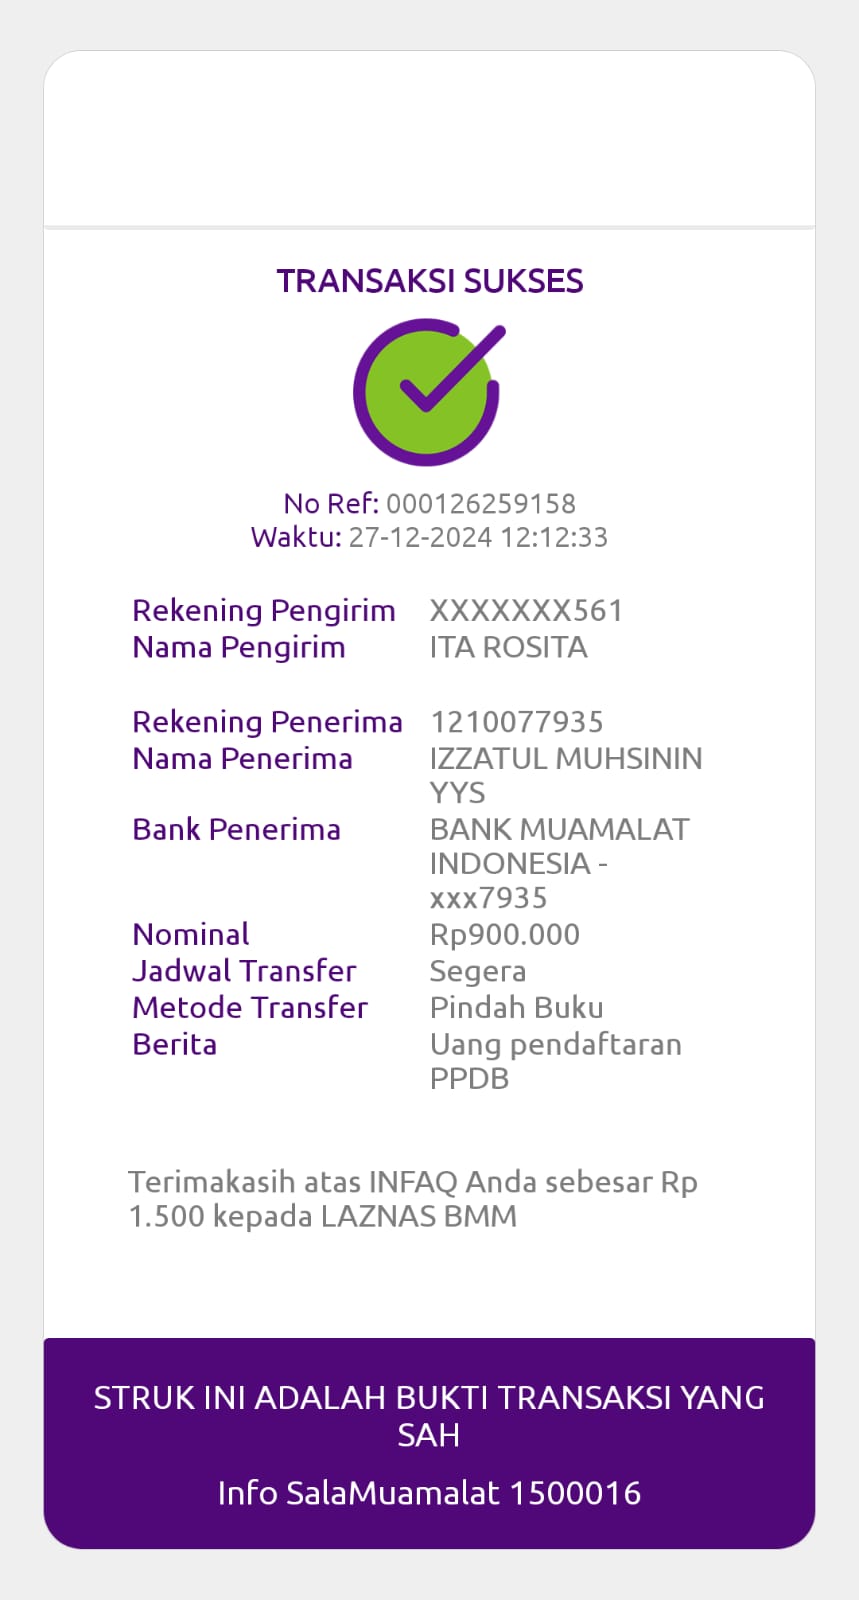 TRANSAKSI SUKSES
No Ref: 000126259158
Waktu: 27-12-2024 12:12:33
Rekening Pengirim XXXXXXX561
Nama Pengirim ITA ROSITA
Rekening Penerima 1210077935
Nama Penerima IZZATUL MUHSININ
YYS
Bank Penerima BANK MUAMALAT
INDONESIA -
xxx7935
Nominal Rp900.000
Jadwal Transfer Segera
Metode Transfer Pindah Buku
Berita Uang pendaftaran
PPDB
Terimakasih atas INFAQ Anda sebesar Rp
1.500 kepada LAZNAS BMM
STRUK INI ADALAH BUKTI TRANSAKSI YANG
SAH
Info SalaMuamalat 1500016